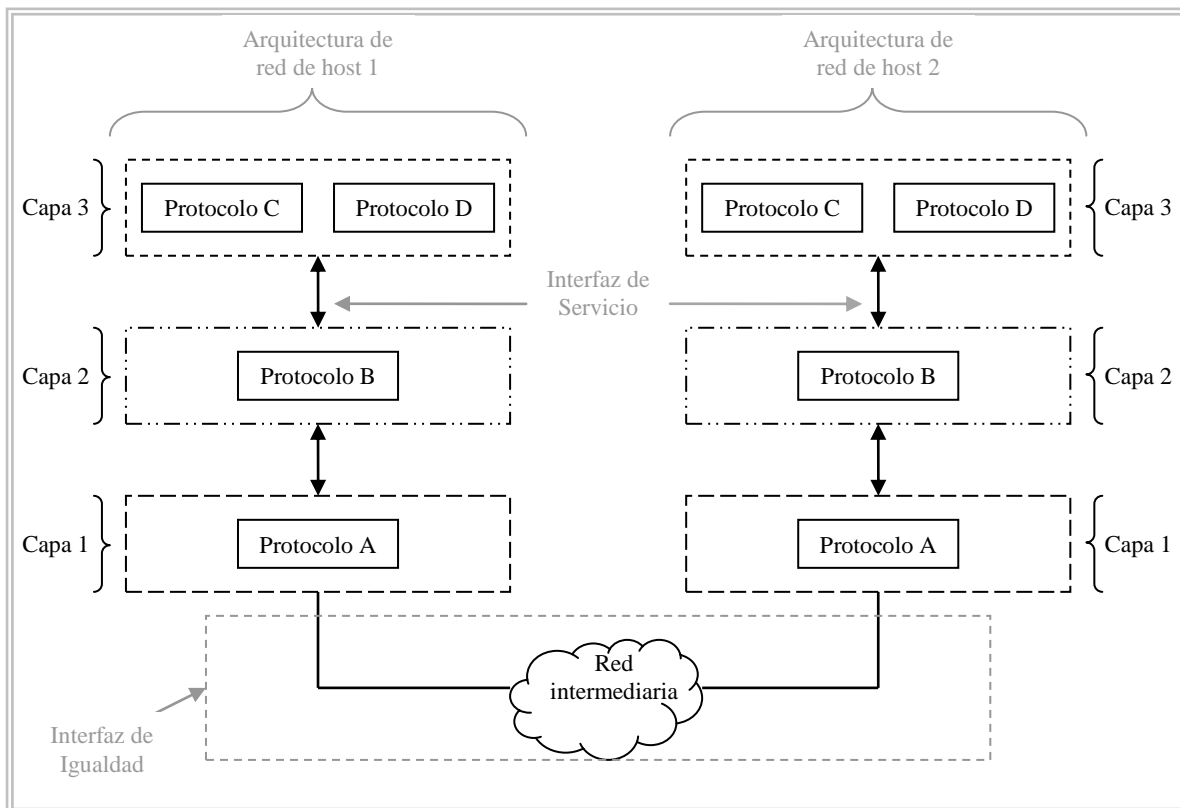 Arquitectura de
red de host 1
Arquitectura de
red de host 2
Capa 3
Protocolo C
Protocolo D
Protocolo C
Protocolo D
Capa 3
Interfaz de
Servicio
Capa 2
Protocolo B
Protocolo B
Capa 2
Capa 1
Protocolo A
Protocolo A
Capa 1
Red
intermediaria
Interfaz de
Igualdad